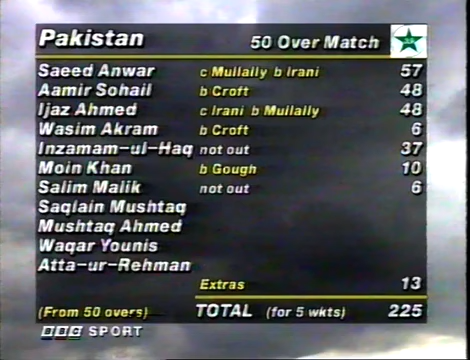 Pakistan 50 Over Match
Saeed Anwar c Mullally b Irani 57
Aamir Sohail b Croft 48
Ijaz Ahmed c Irani b Mullally 48
Wasim Akram b Croft 6
Inzamam-ul-Haq not out 37
Moin Khan b Gough 10
Salim Malik not out 6
Saqlain Mushtaq
Mushtaq Ahmed
Waqar Younis
Atta-ur-Rehman
Extras 13
(From 50 overs) TOTAL (for 5 wkts) 225
BBC SPORT